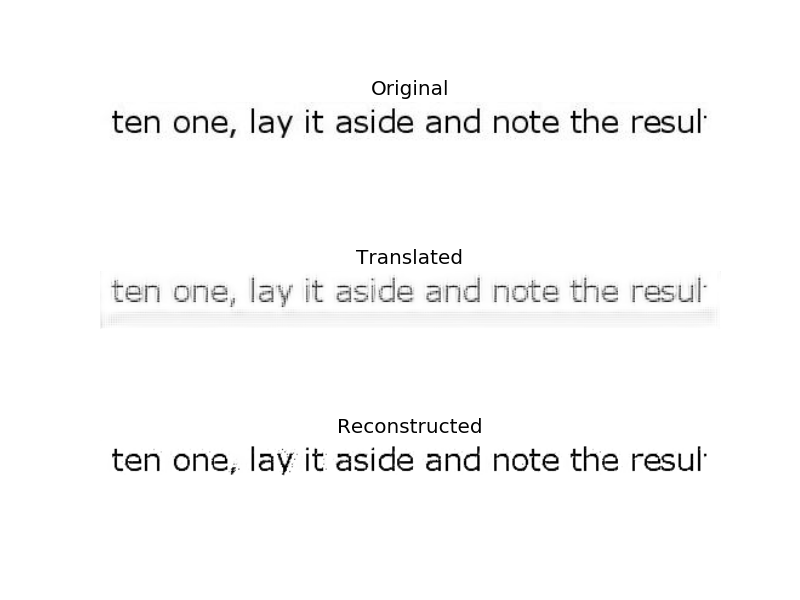 Original
ten one, lay it aside and note the resul
Translated
ten one, lay it aside and note the resul
Reconstructed
ten one, lay it aside and note the resul